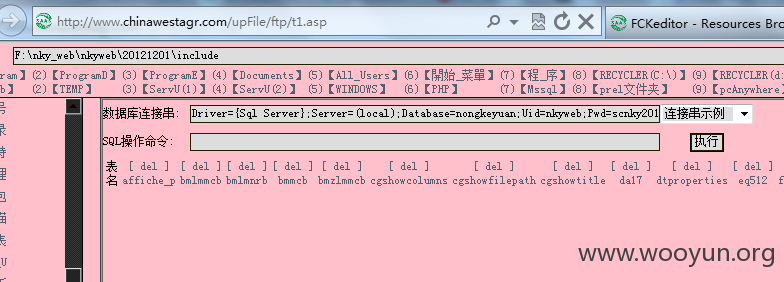 http://www.chinawestagr.com/upFile/ftp/t1.asp
FCKeditor - Resources Bro
F:\nky_web\nkyweb\20121201\include
ram】 (2)【ProgramD】 (3)【ProgramE】 (4)【Documents】 (5)【All_Users】 (6)【開始_菜單】 (7)【程_序】 (8)【RECYCLER(C:\)】 (9)【RECYCLER(d:
b】 (2)【TEMP】 (3)【ServU(1)】 (4)【ServU(2)】 (5)【WINDOWS】 (6)【PHP】 (7)【Mssql】 (8)【prel文件夹】 (9)【pcAnywhere】
号
录
特
理
包
描
表
_U
数据库连接串:
Driver={Sql Server};Server=(local);Database=nongkeyuan;Uid=nkyweb;Pwd=scnky201
连接串示例
SQL操作命令:
执行
表 [ del ] [ del ] [ del ] [ del ] [ del ] [ del ] [ del ] [ del ] [ del ] [ del ] [ del ]
名 affiche_p bmlmmcb bmlmnrb bmmcb bmzlmmcb cgshowcolumns cgshowfilepath cgshowtitle da17 dtproperties eq512 f
www.wooyun.org